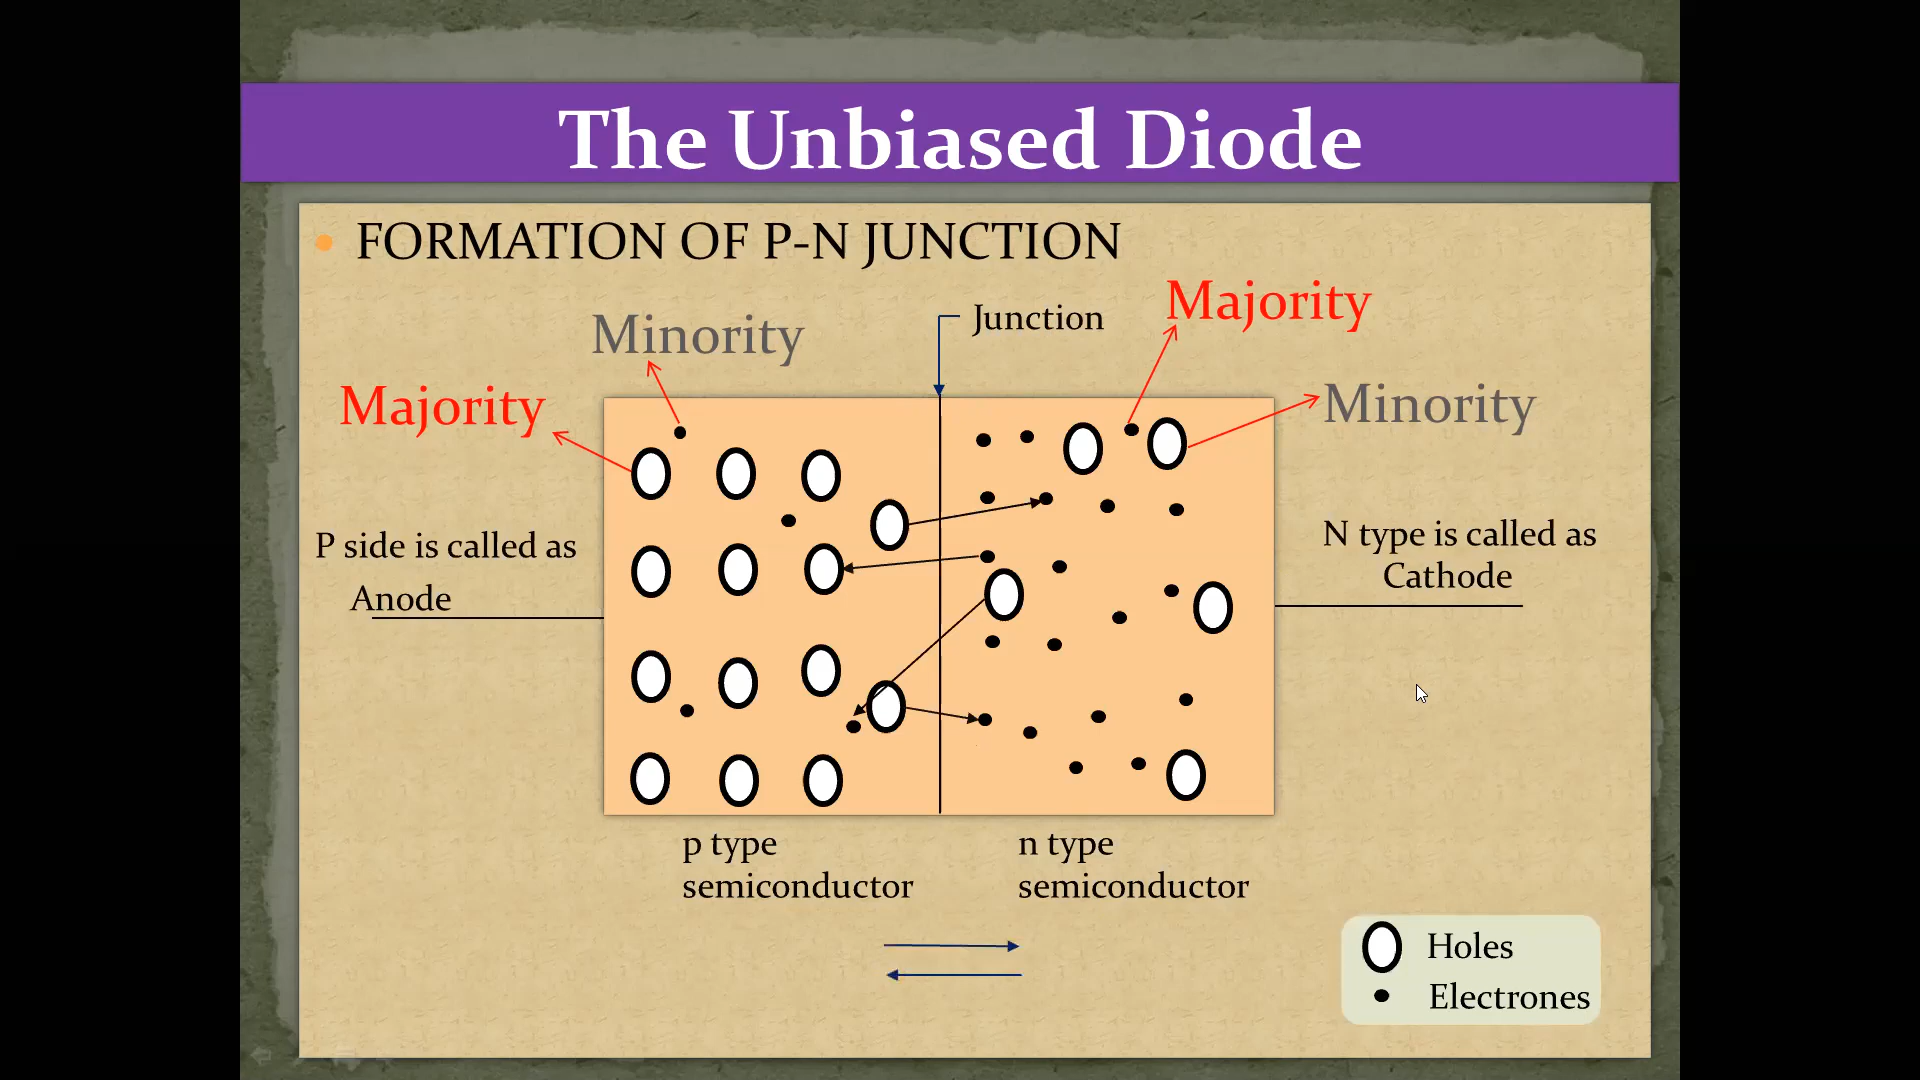 The Unbiased Diode
FORMATION OF P-N JUNCTION
Majority
Junction
Minority
Majority
Minority
P side is called as
Anode
N type is called as
Cathode
p type
semiconductor
n type
semiconductor
Holes
Electrones